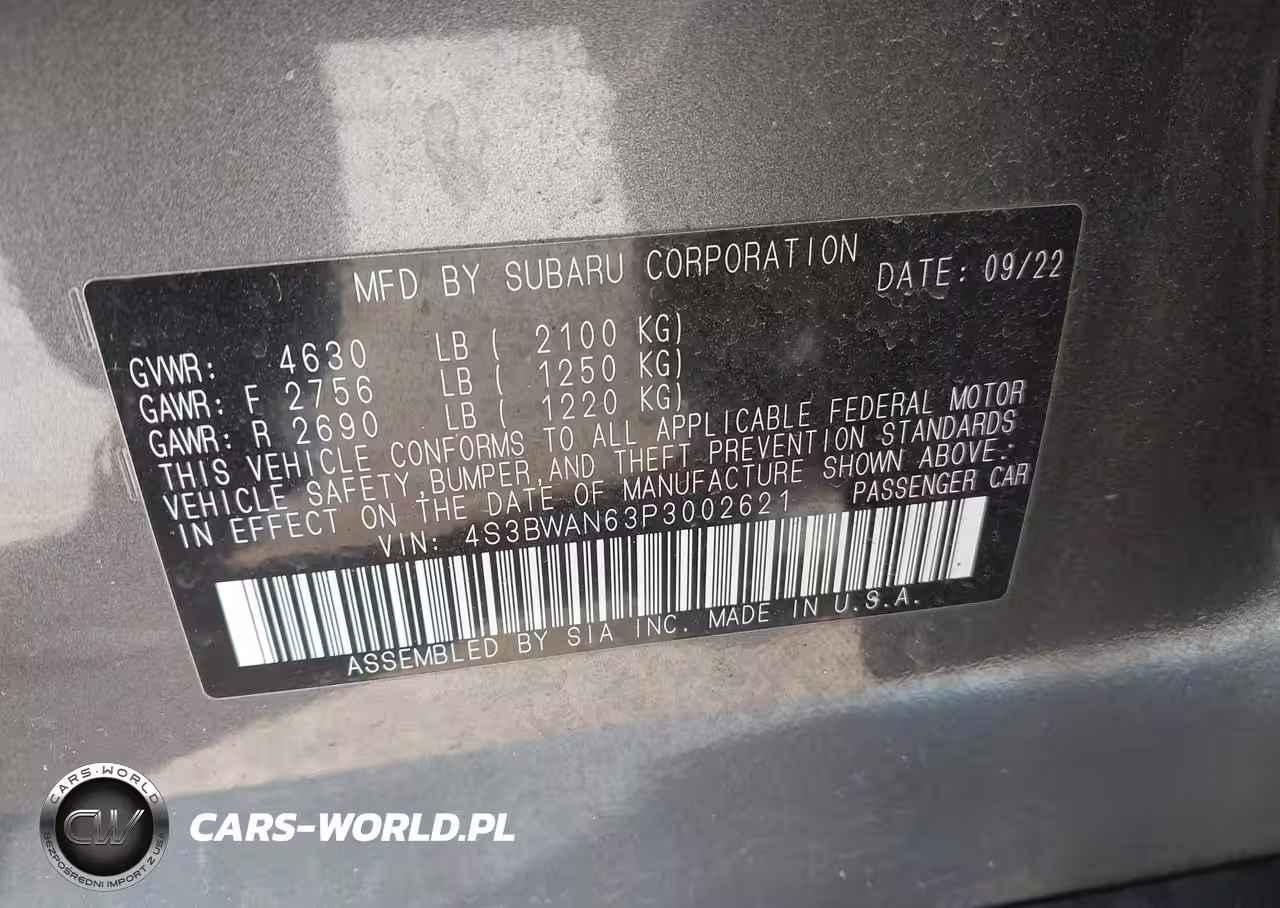 MFD BY SUBARU CORPORATION DATE: 09/22
GVWR: 4630 LB ( 2100 KG)
GAWR: F 2756 LB ( 1250 KG)
GAWR: R 2690 LB ( 1220 KG)
THIS VEHICLE CONFORMS TO ALL APPLICABLE FEDERAL MOTOR
VEHICLE SAFETY,BUMPER,AND THEFT PREVENTION STANDARDS
IN EFFECT ON THE DATE OF MANUFACTURE SHOWN ABOVE:
VIN: 4S3BWAN63P3002621 PASSENGER CAR
ASSEMBLED BY SIA INC. MADE IN U.S.A.
CARS-WORLD
CW
BEZPOŚREDNI IMPORT Z USA
CARS-WORLD.PL